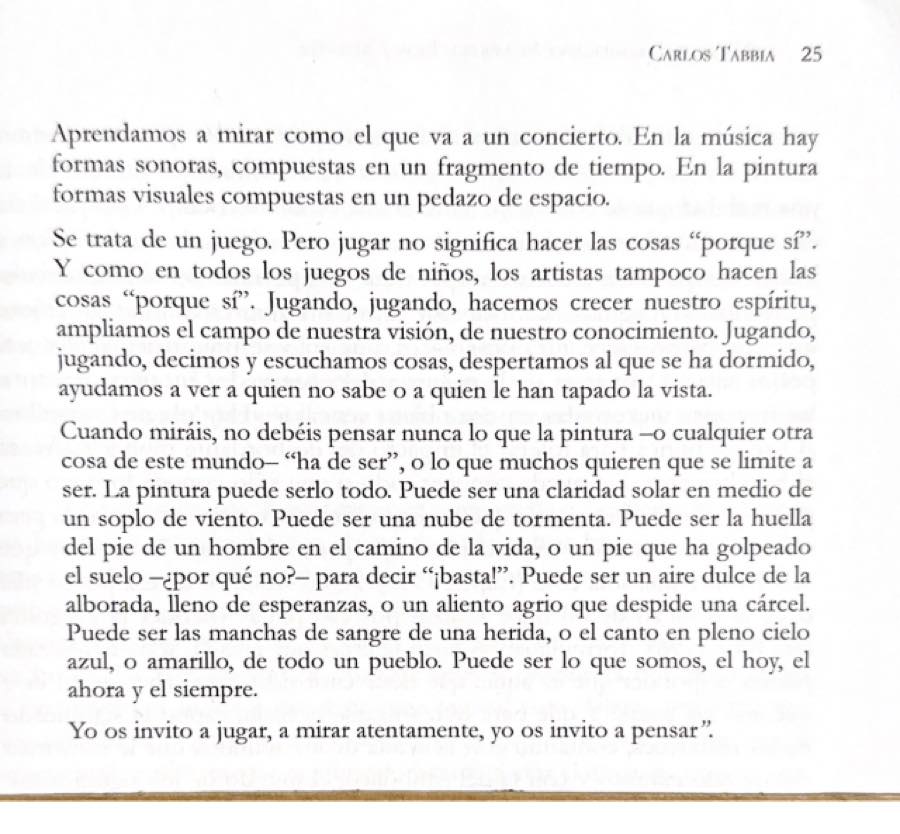 CARLOS TABBIA 25
Aprendamos a mirar como el que va a un concierto. En la música hay
formas sonoras, compuestas en un fragmento de tiempo. En la pintura
formas visuales compuestas en un pedazo de espacio.
Se trata de un juego. Pero jugar no significa hacer las cosas “porque sí”.
Y como en todos los juegos de niños, los artistas tampoco hacen las
cosas “porque sí”. Jugando, jugando, hacemos crecer nuestro espíritu,
ampliamos el campo de nuestra visión, de nuestro conocimiento. Jugando,
jugando, decimos y escuchamos cosas, despertamos al que se ha dormido,
ayudamos a ver a quien no sabe o a quien le han tapado la vista.
Cuando miráis, no debéis pensar nunca lo que la pintura –o cualquier otra
cosa de este mundo– “ha de ser”, o lo que muchos quieren que se limite a
ser. La pintura puede serlo todo. Puede ser una claridad solar en medio de
un soplo de viento. Puede ser una nube de tormenta. Puede ser la huella
del pie de un hombre en el camino de la vida, o un pie que ha golpeado
el suelo –¿por qué no?– para decir “¡basta!”. Puede ser un aire dulce de la
alborada, lleno de esperanzas, o un aliento agrio que despide una cárcel.
Puede ser las manchas de sangre de una herida, o el canto en pleno cielo
azul, o amarillo, de todo un pueblo. Puede ser lo que somos, el hoy, el
ahora y el siempre.
Yo os invito a jugar, a mirar atentamente, yo os invito a pensar”.